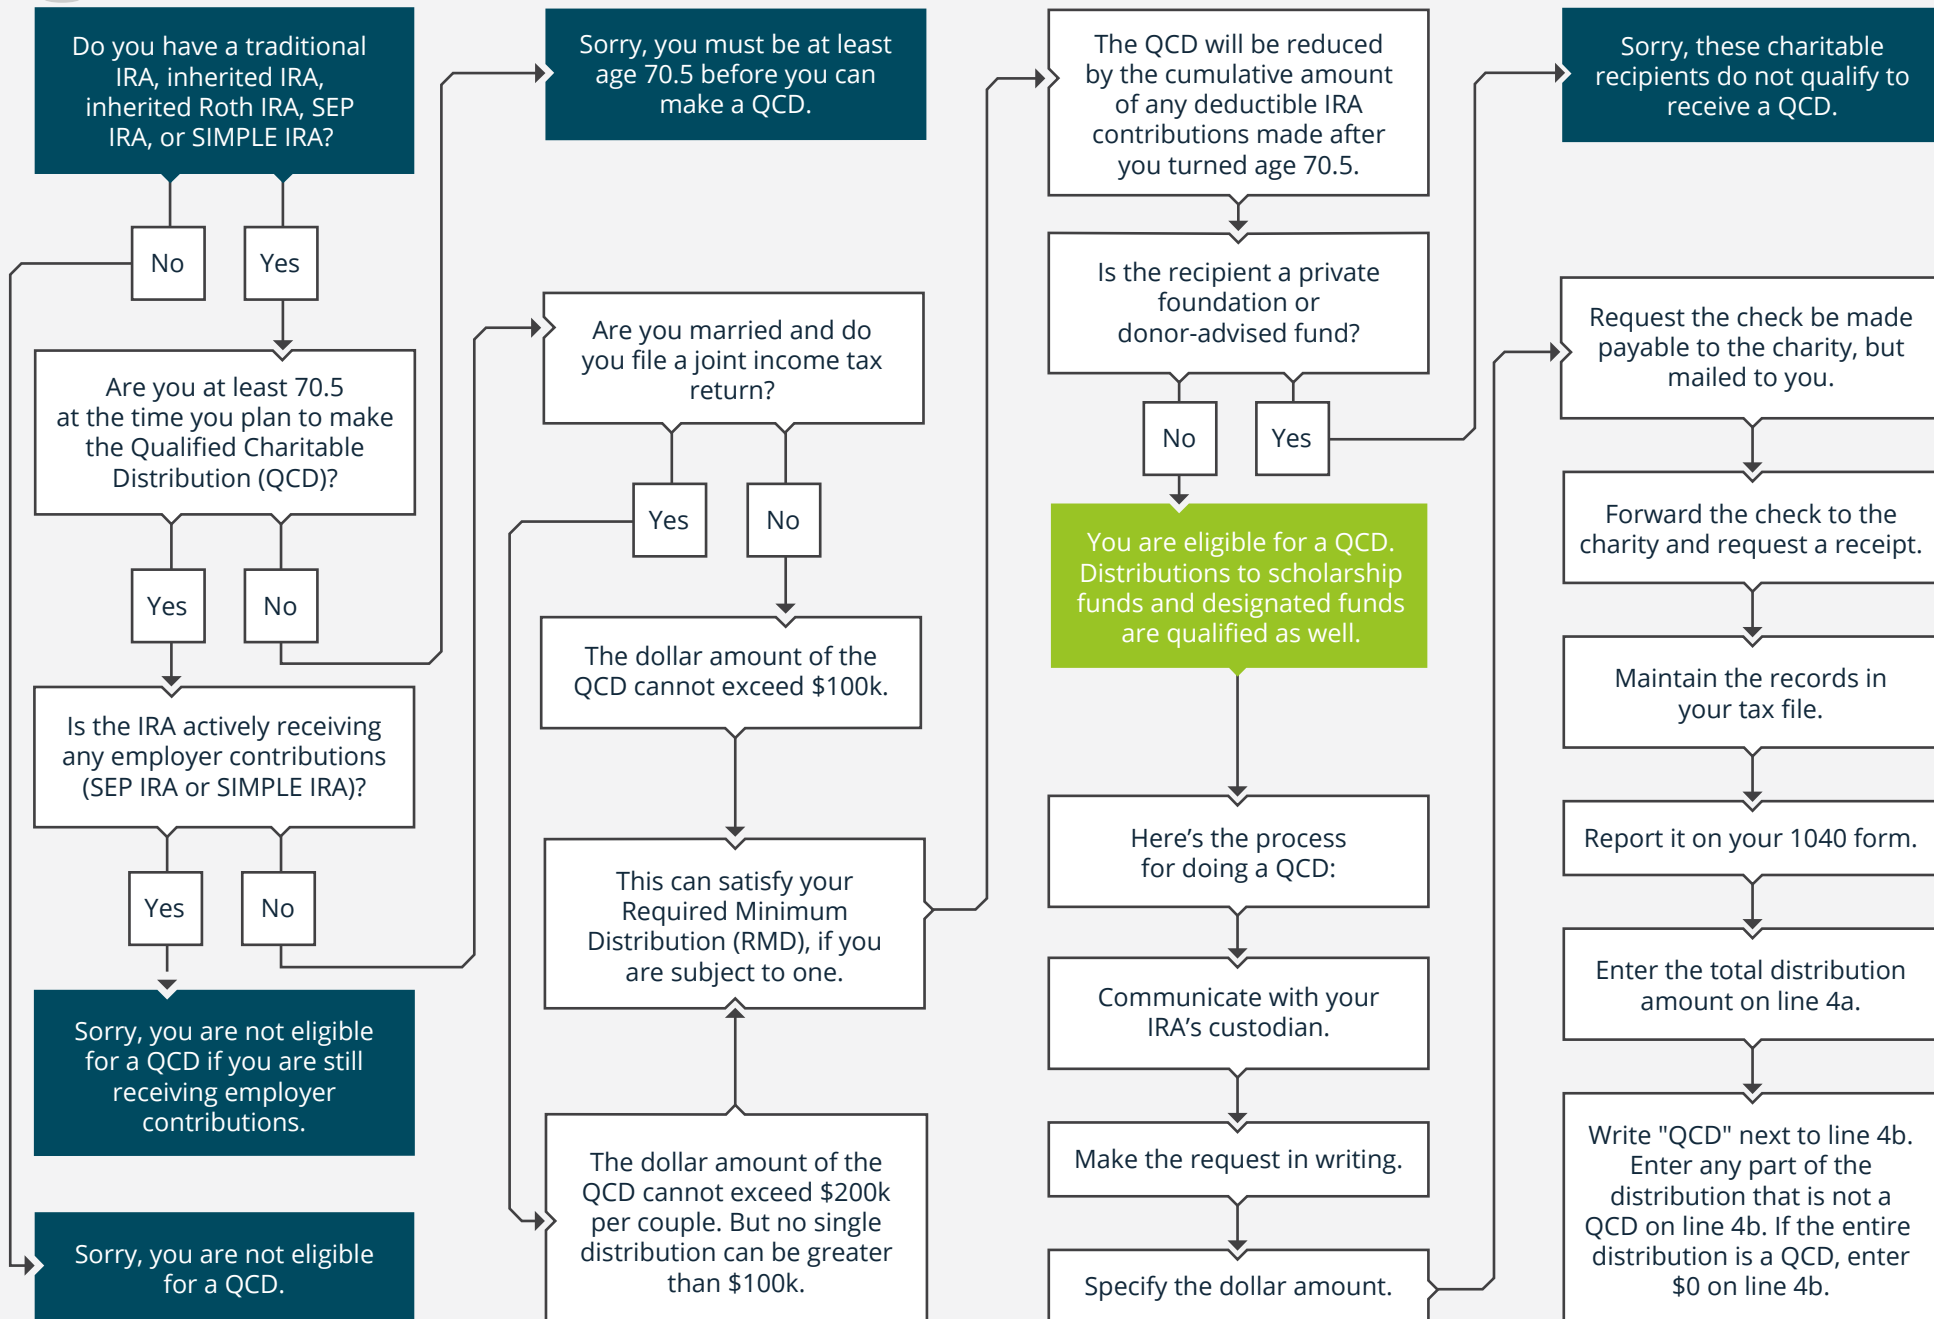 Do you have a traditional
IRA, inherited IRA,
inherited Roth IRA, SEP
IRA, or SIMPLE IRA?
No
Yes
Are you at least 70.5
at the time you plan to make
the Qualified Charitable
Distribution (QCD)?
Yes
No
Is the IRA actively receiving
any employer contributions
(SEP IRA or SIMPLE IRA)?
Yes
No
Sorry, you are not eligible
for a QCD if you are still
receiving employer
contributions.
Sorry, you are not eligible
for a QCD.
Sorry, you must be at least
age 70.5 before you can
make a QCD.
Are you married and do
you file a joint income tax
return?
Yes
No
The dollar amount of the
QCD cannot exceed $100k.
This can satisfy your
Required Minimum
Distribution (RMD), if you
are subject to one.
The dollar amount of the
QCD cannot exceed $200k
per couple. But no single
distribution can be greater
than $100k.
The QCD will be reduced
by the cumulative amount
of any deductible IRA
contributions made after
you turned age 70.5.
Is the recipient a private
foundation or
donor-advised fund?
No
Yes
You are eligible for a QCD.
Distributions to scholarship
funds and designated funds
are qualified as well.
Here’s the process
for doing a QCD:
Communicate with your
IRA’s custodian.
Make the request in writing.
Specify the dollar amount.
Sorry, these charitable
recipients do not qualify to
receive a QCD.
Request the check be made
payable to the charity, but
mailed to you.
Forward the check to the
charity and request a receipt.
Maintain the records in
your tax file.
Report it on your 1040 form.
Enter the total distribution
amount on line 4a.
Write "QCD" next to line 4b.
Enter any part of the
distribution that is not a
QCD on line 4b. If the entire
distribution is a QCD, enter
$0 on line 4b.